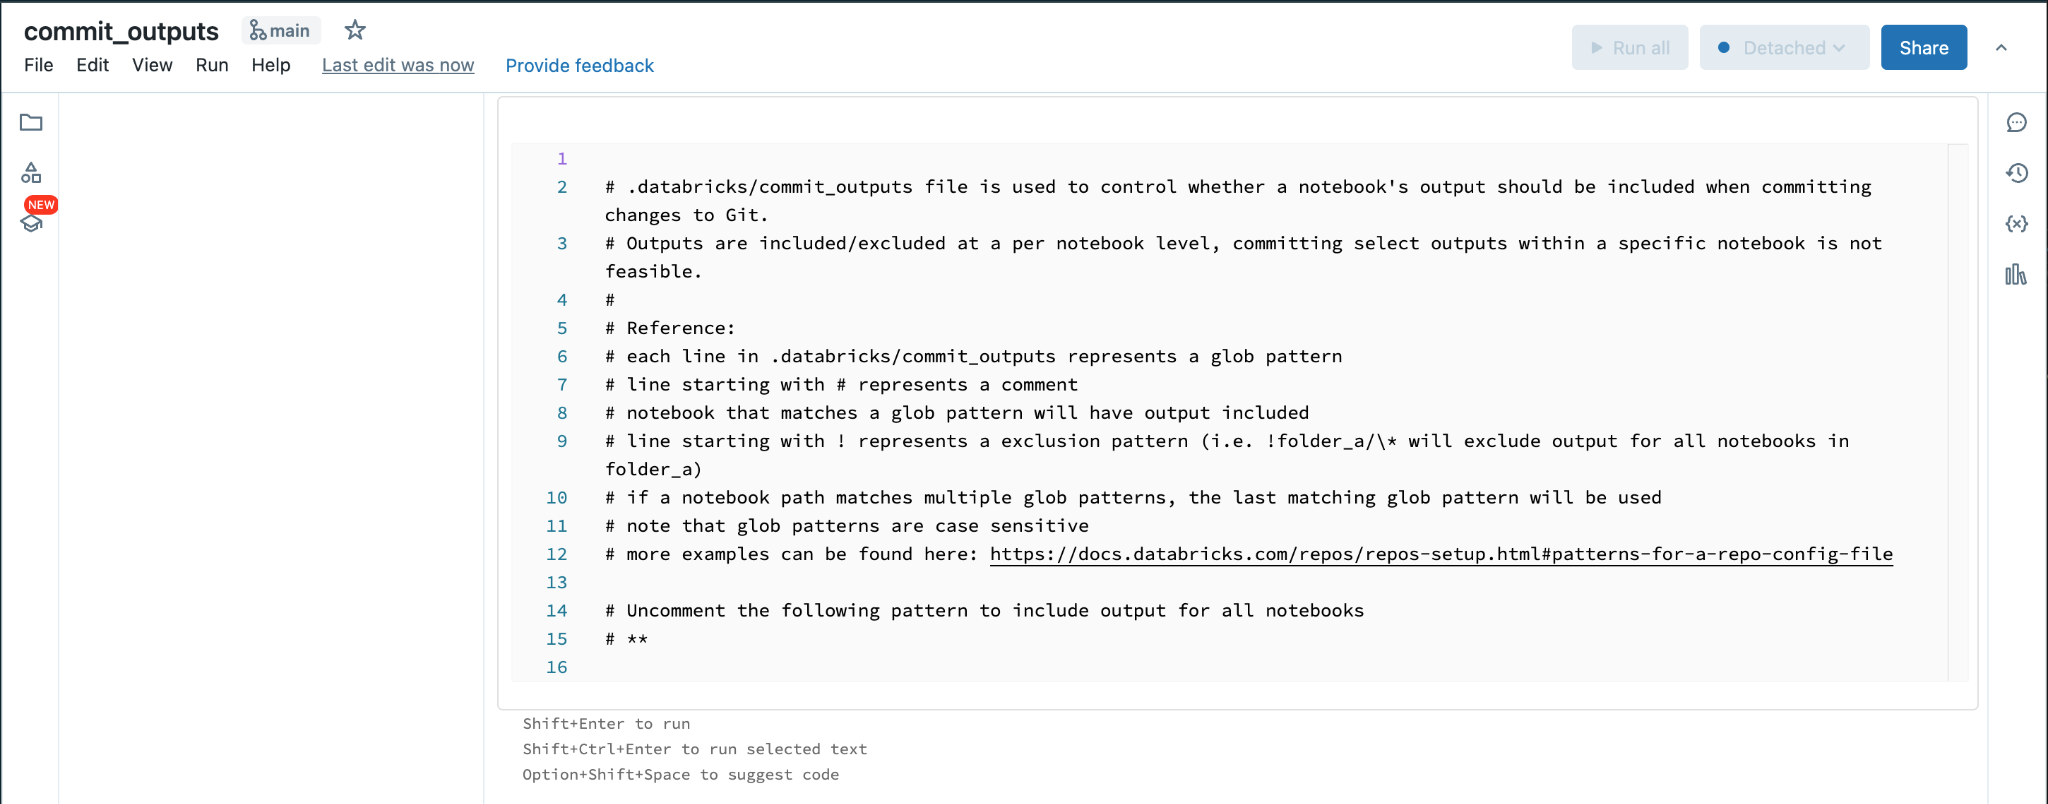 commit_outputs main
File Edit View Run Help Last edit was now Provide feedback
Run all Detached Share
NEW
1
2 # .databricks/commit_outputs file is used to control whether a notebook's output should be included when committing
changes to Git.
3 # Outputs are included/excluded at a per notebook level, committing select outputs within a specific notebook is not
feasible.
4 #
5 # Reference:
6 # each line in .databricks/commit_outputs represents a glob pattern
7 # line starting with # represents a comment
8 # notebook that matches a glob pattern will have output included
9 # line starting with ! represents a exclusion pattern (i.e. !folder_a/\* will exclude output for all notebooks in
folder_a)
10 # if a notebook path matches multiple glob patterns, the last matching glob pattern will be used
11 # note that glob patterns are case sensitive
12 # more examples can be found here: https://docs.databricks.com/repos/repos-setup.html#patterns-for-a-repo-config-file
13
14 # Uncomment the following pattern to include output for all notebooks
15 # **
16
Shift+Enter to run
Shift+Ctrl+Enter to run selected text
Option+Shift+Space to suggest code